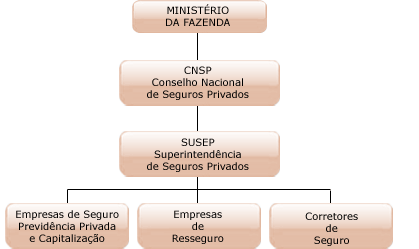 MINISTÉRIO
DA FAZENDA
CNSP
Conselho Nacional
de Seguros Privados
SUSEP
Superintendência
de Seguros Privados
Empresas de Seguro
Previdência Privada
e Capitalização
Empresas
de
Resseguro
Corretores
de
Seguro